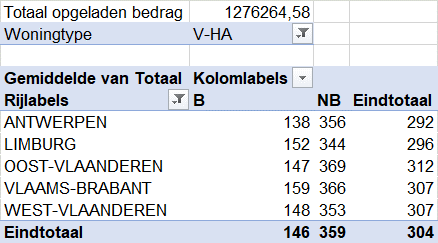 Totaal opgeladen bedrag 1276264,58
Woningtype V-HA
Gemiddelde van Totaal Kolomlabels
Rijlabels B NB Eindtotaal
ANTWERPEN 138 356 292
LIMBURG 152 344 296
OOST-VLAANDEREN 147 369 312
VLAAMS-BRABANT 159 366 307
WEST-VLAANDEREN 148 353 307
Eindtotaal 146 359 304